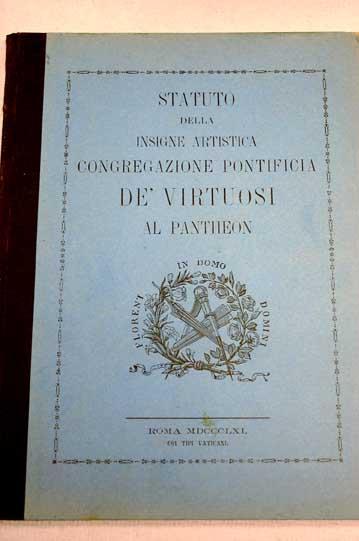 STATUTO
DELLA
INSIGNE ARTISTICA
CONGREGAZIONE PONTIFICIA
DE' VIRTUOSI
AL PANTHEON
FLORENT IN DOMO DOMINI
ROMA MDCCCLXI.
COI TIPI VATICANI.